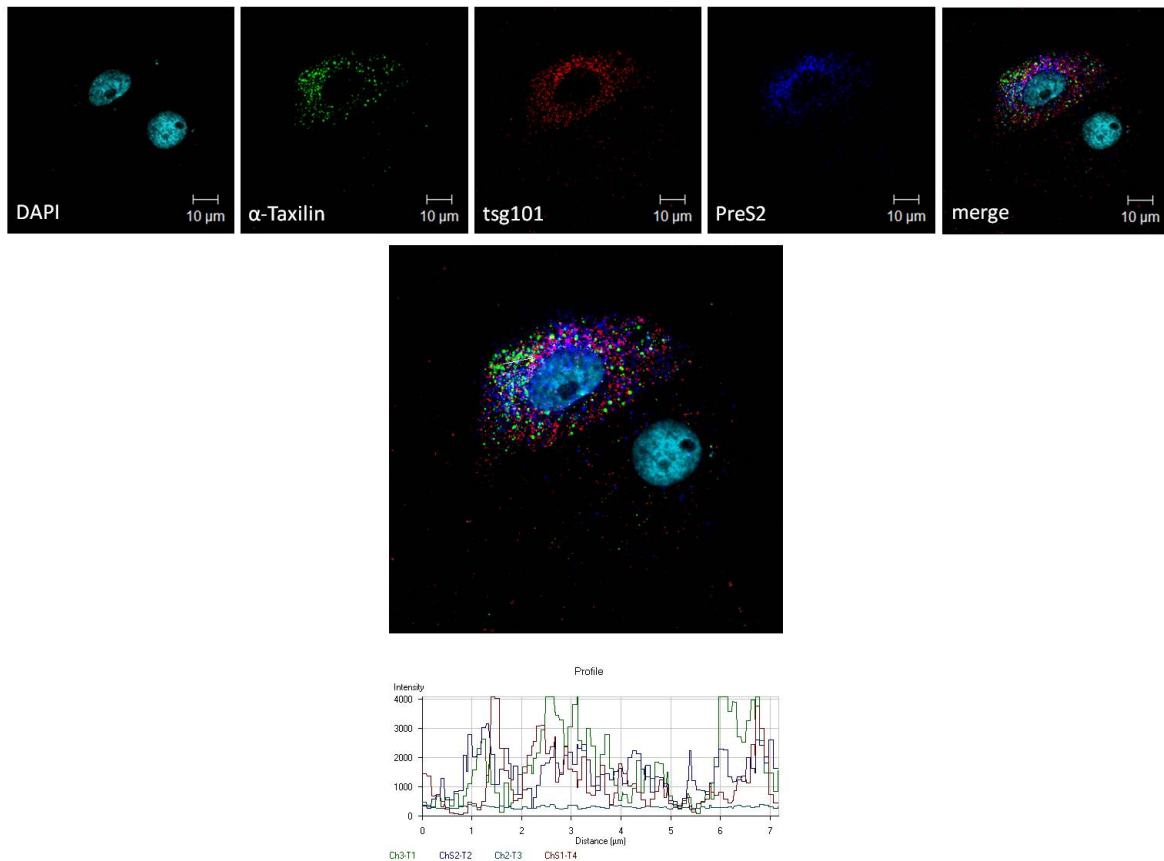 10 µm 10 µm 10 µm 10 µm 10 µm
DAPI α-Taxilin tsg101 PreS2 merge
Profile
Intensity
4000
3000
2000
1000
0
0 1 2 3 4 5 6 7
Distance (µm)
Ch3-T1 ChS2-T2 Ch2-T3 ChS1-T4